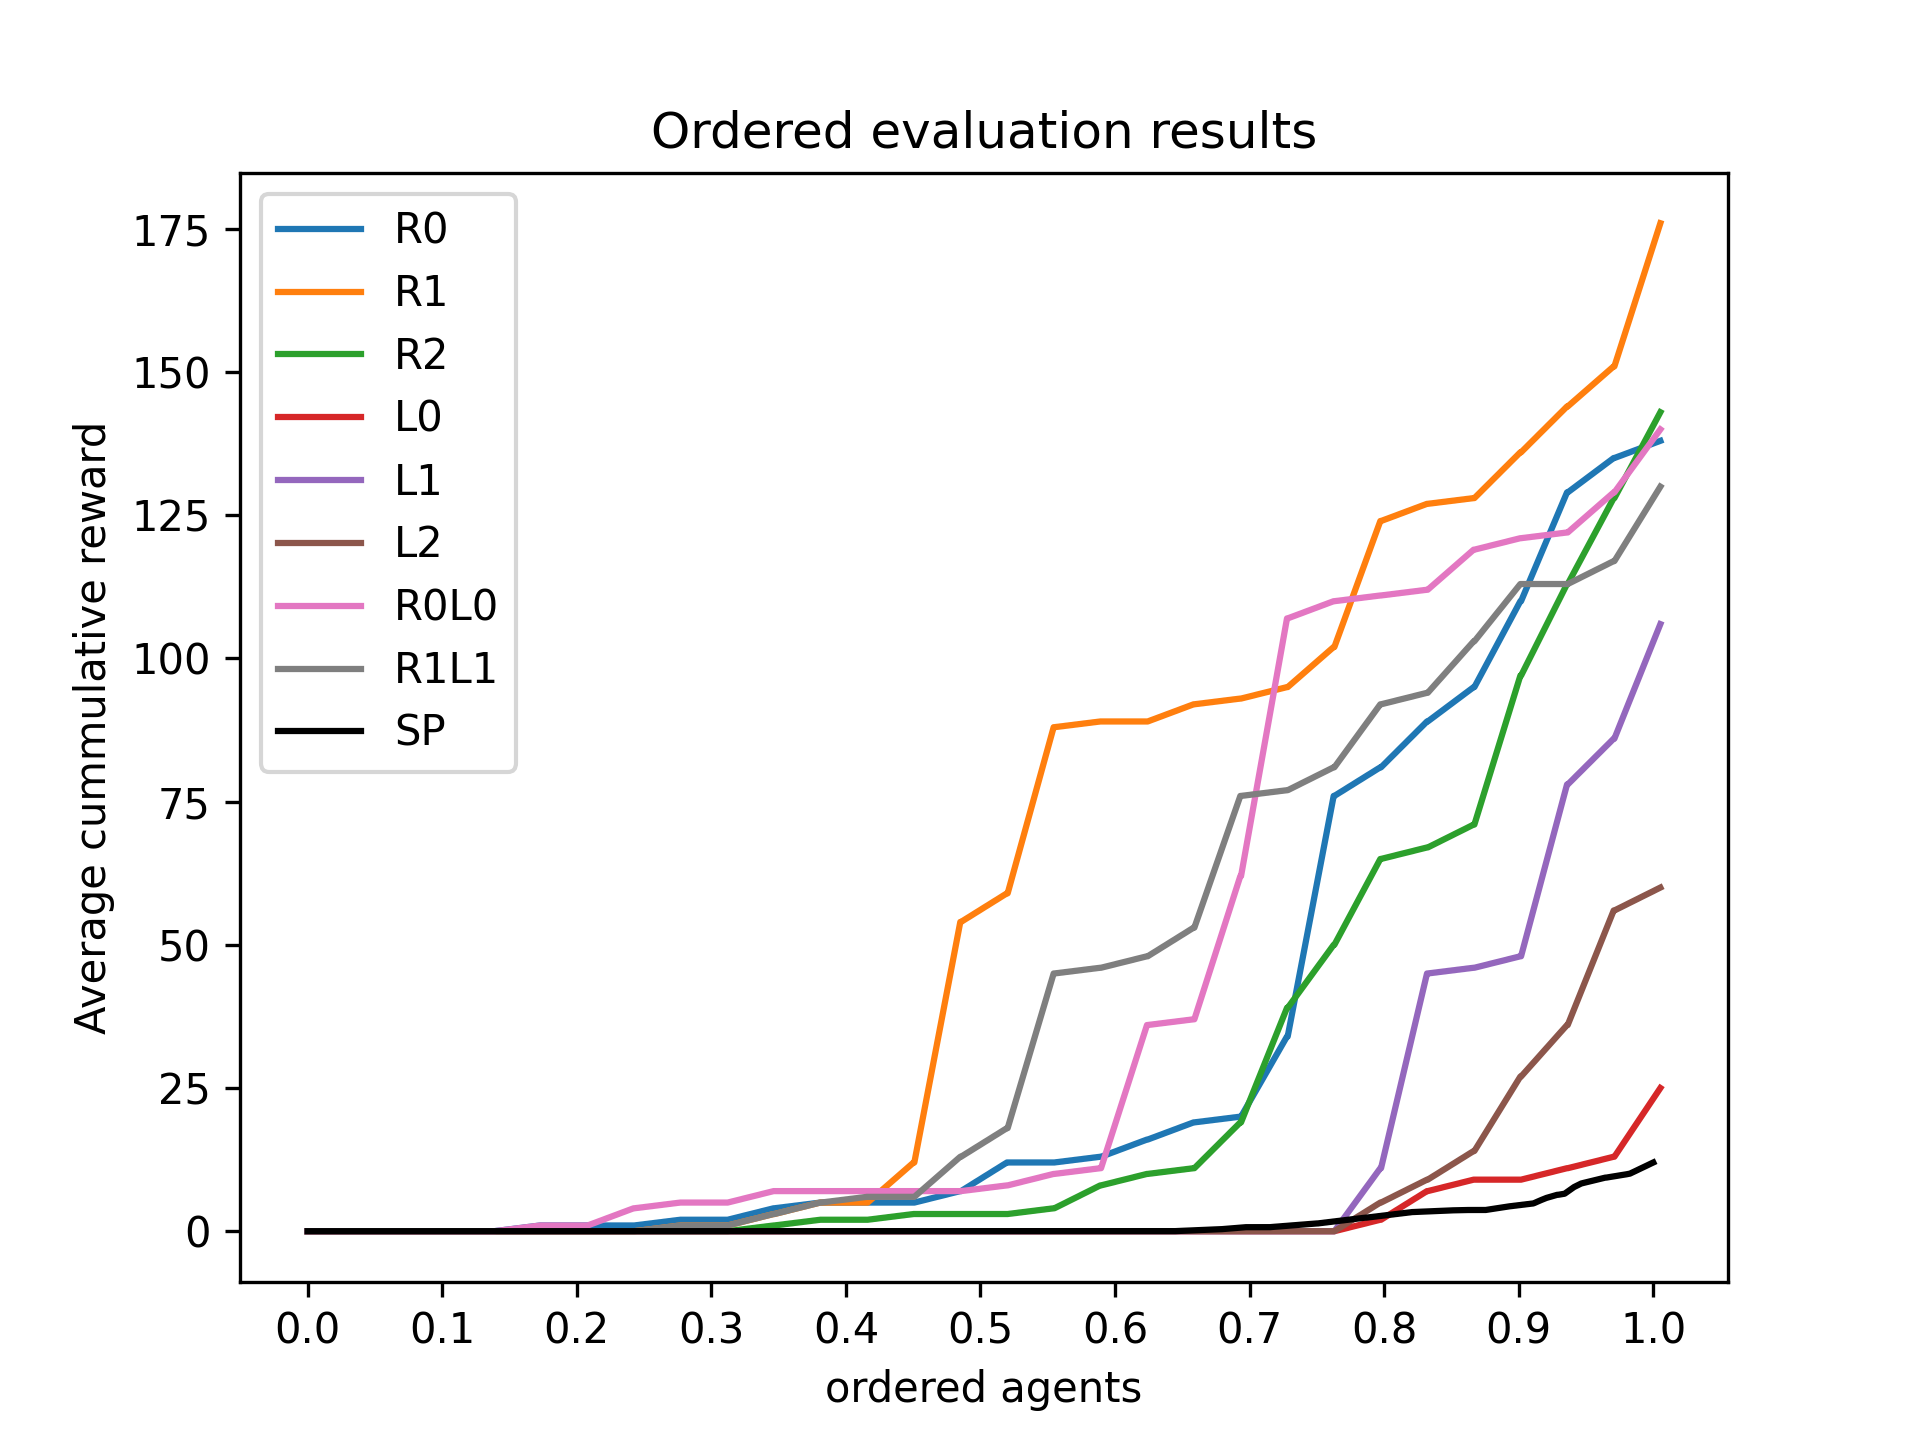 Ordered evaluation results
175
150
125
100
75
50
25
0
Average cummulative reward
R0
R1
R2
L0
L1
L2
R0L0
R1L1
SP
0.0 0.1 0.2 0.3 0.4 0.5 0.6 0.7 0.8 0.9 1.0
ordered agents